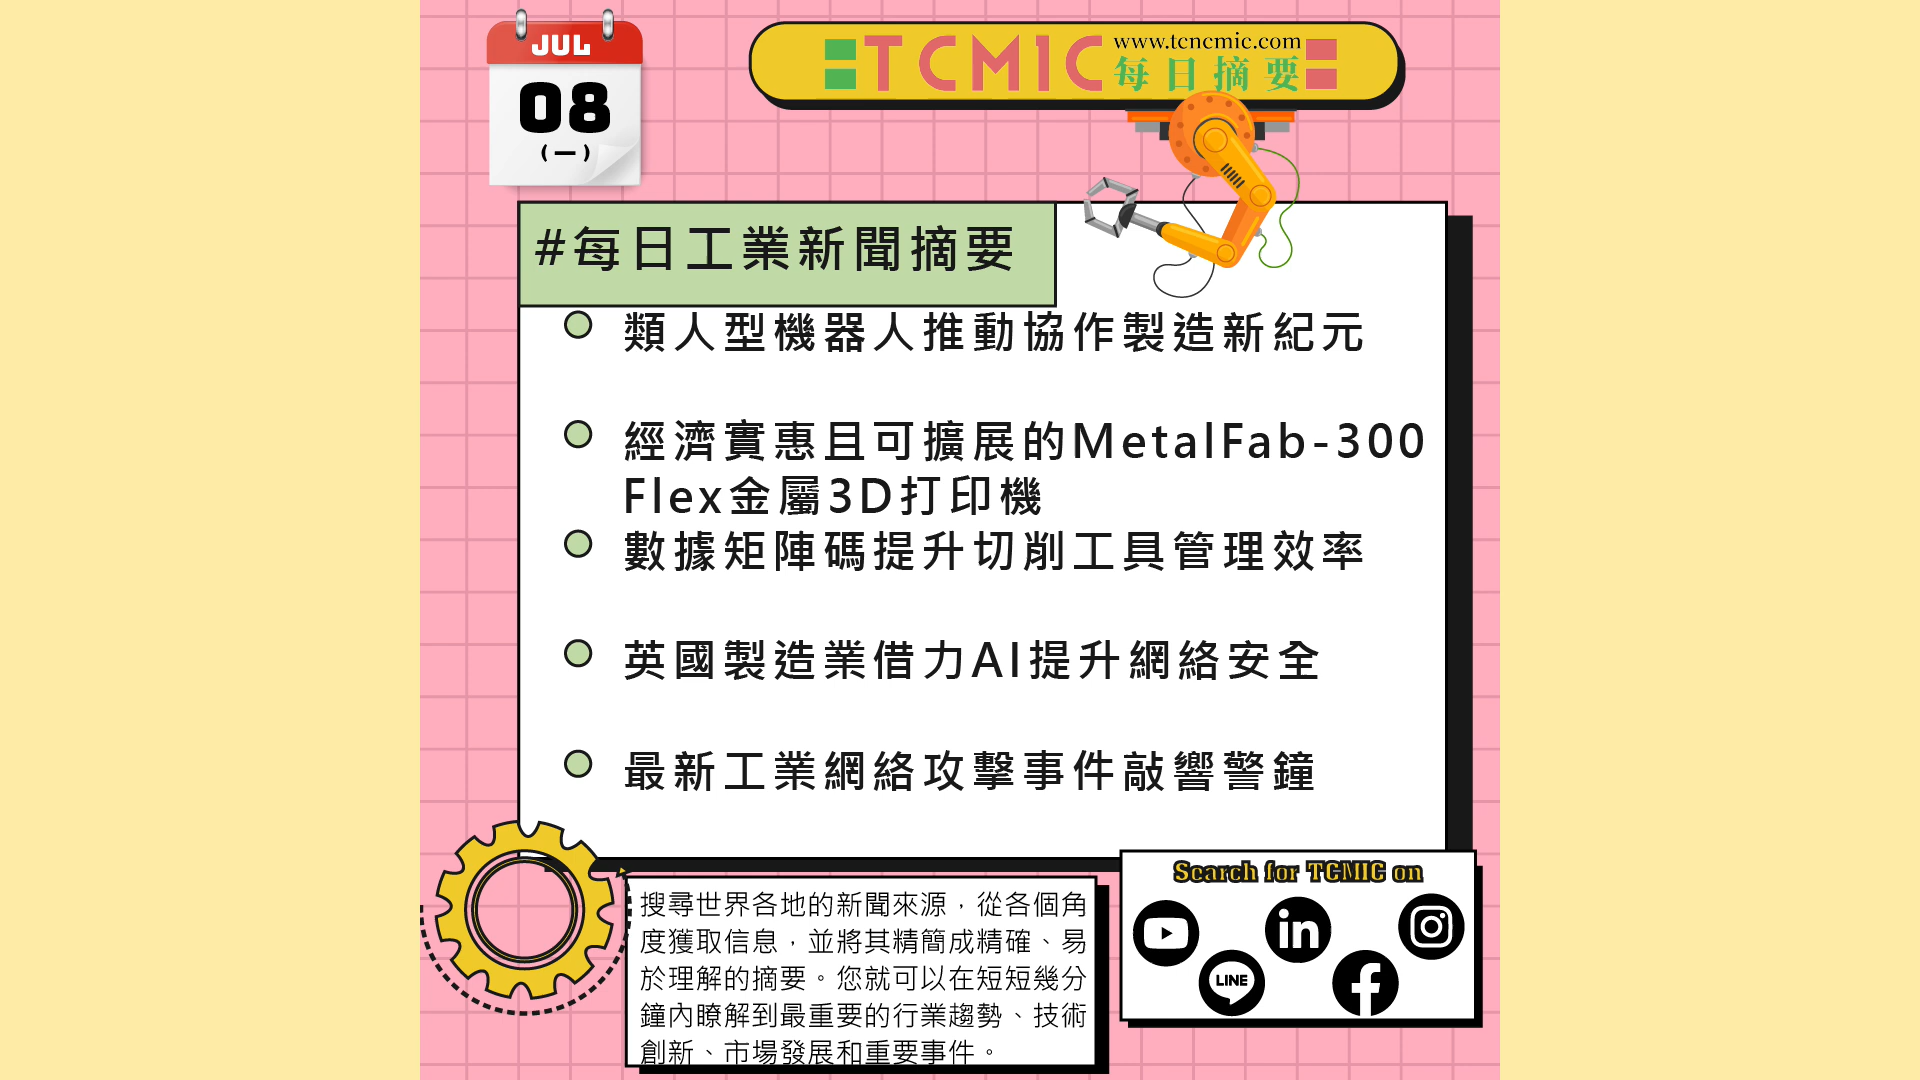 JUL
08
(一)
TCM1C
www.tcncmic.com
每日摘要
#每日工業新聞摘要
類人型機器人推動協作製造新紀元
經濟實惠且可擴展的MetalFab-300
Flex金屬3D打印機
數據矩陣碼提升切削工具管理效率
英國製造業借力AI提升網絡安全
最新工業網絡攻擊事件敲響警鐘
搜尋世界各地的新聞來源，從各個角
度獲取信息，並將其精簡成精確、易
於理解的摘要。您就可以在短短幾分
鐘內瞭解到最重要的行業趨勢、技術
創新、市場發展和重要事件。
Search for TCMIC on
in
LINE